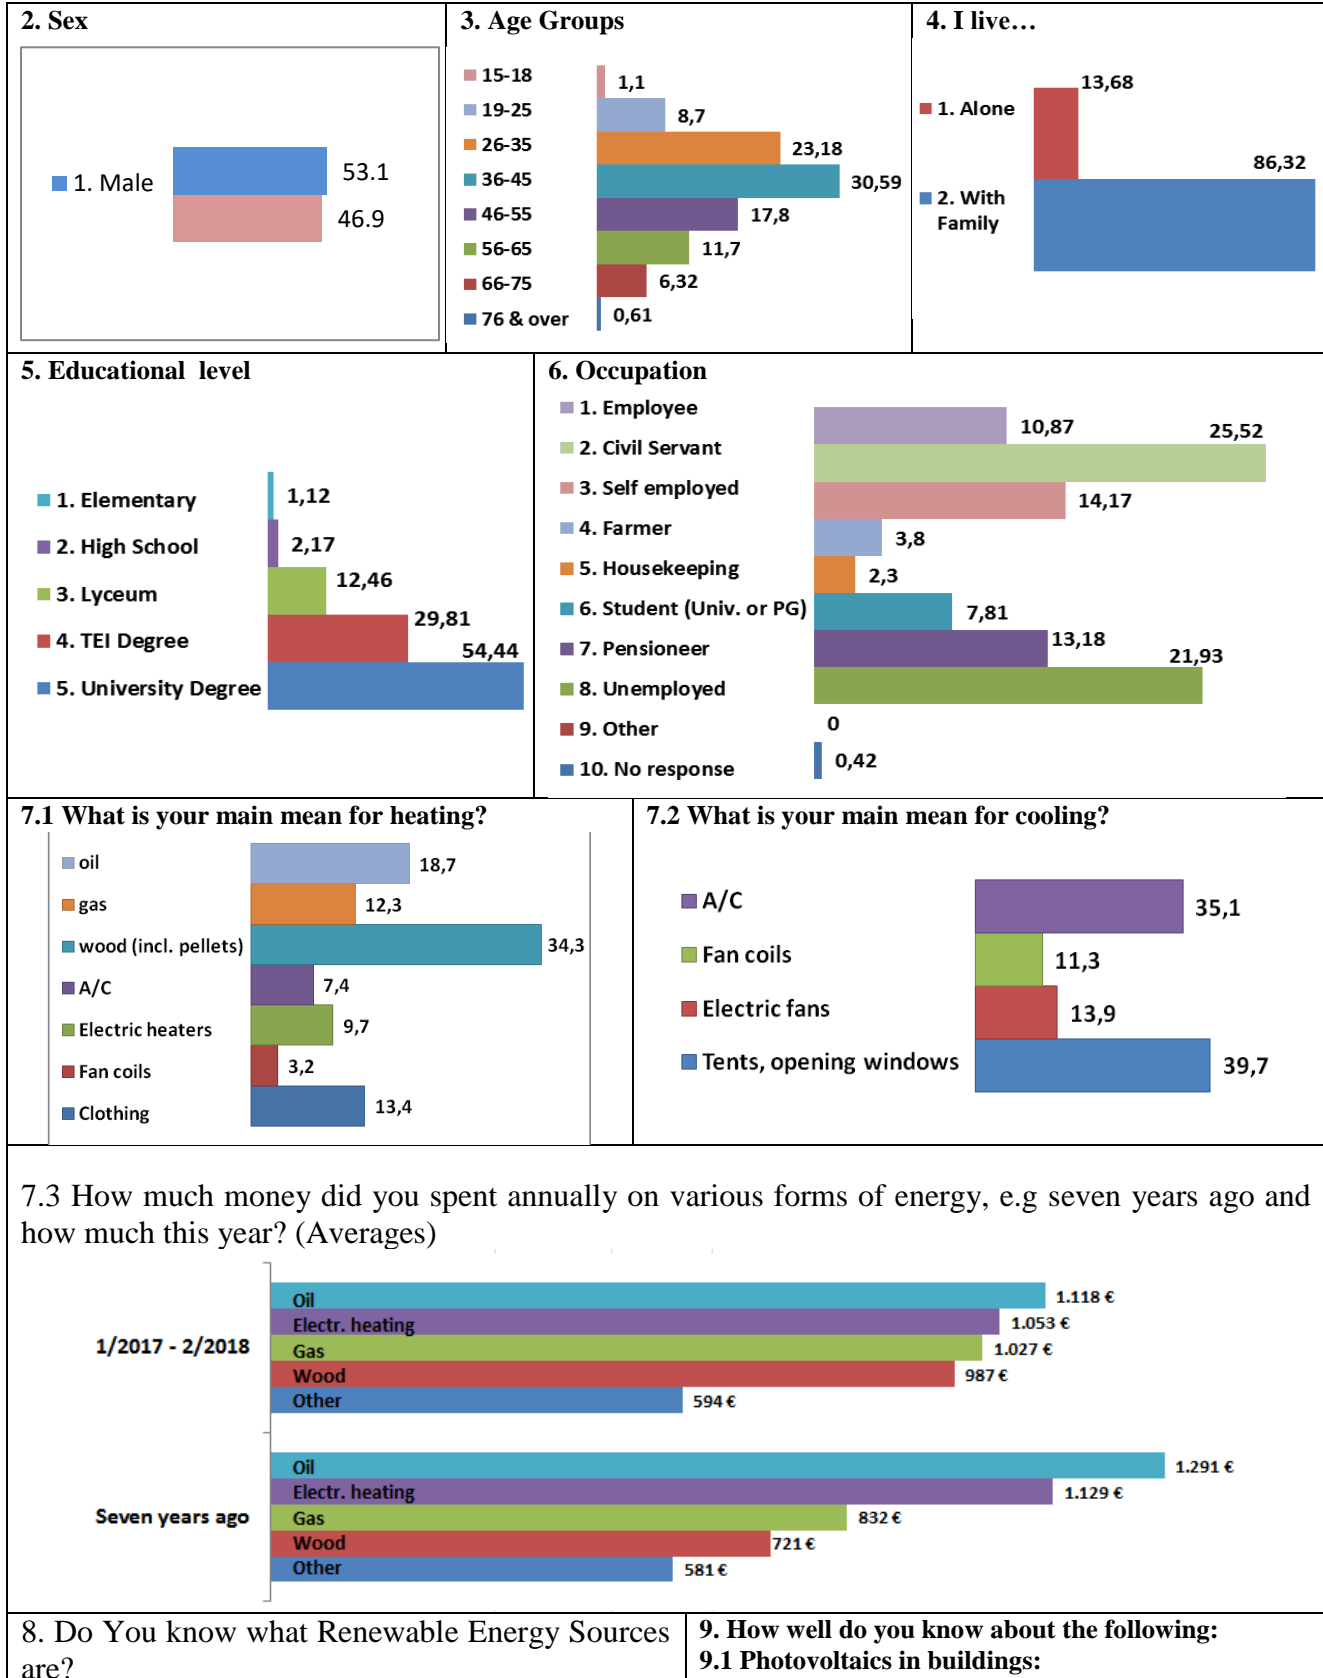 2. Sex
1. Male
53.1
46.9
3. Age Groups
15-18
19-25
26-35
36-45
46-55
56-65
66-75
76 & over
1,1
8,7
23,18
30,59
17,8
11,7
6,32
0,61
4. I live…
1. Alone
2. With
Family
13,68
86,32
5. Educational level
1. Elementary
2. High School
3. Lyceum
4. TEI Degree
5. University Degree
1,12
2,17
12,46
29,81
54,44
6. Occupation
1. Employee
2. Civil Servant
3. Self employed
4. Farmer
5. Housekeeping
6. Student (Univ. or PG)
7. Pensioneer
8. Unemployed
9. Other
10. No response
10,87
25,52
14,17
3,8
2,3
7,81
13,18
21,93
0
0,42
7.1 What is your main mean for heating?
oil
gas
wood (incl. pellets)
A/C
Electric heaters
Fan coils
Clothing
18,7
12,3
34,3
7,4
9,7
3,2
13,4
7.2 What is your main mean for cooling?
A/C
Fan coils
Electric fans
Tents, opening windows
35,1
11,3
13,9
39,7
7.3 How much money did you spent annually on various forms of energy, e.g seven years ago and
how much this year? (Averages)
1/2017 - 2/2018
Oil 1.118 €
Electr. heating 1.053 €
Gas 1.027 €
Wood 987 €
Other 594 €
Seven years ago
Oil 1.291 €
Electr. heating 1.129 €
Gas 832 €
Wood 721 €
Other 581 €
8. Do You know what Renewable Energy Sources
are?
9. How well do you know about the following:
9.1 Photovoltaics in buildings: